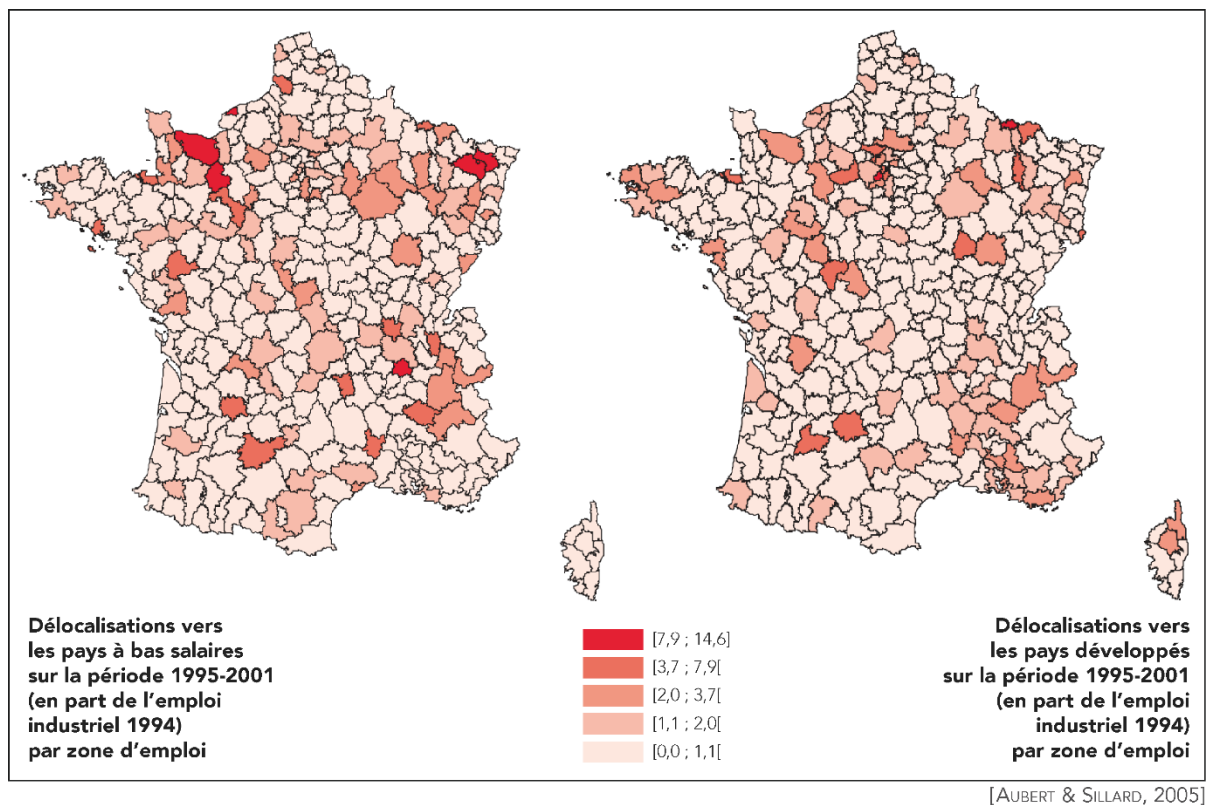 Délocalisations vers
les pays à bas salaires
sur la période 1995-2001
(en part de l'emploi
industriel 1994)
par zone d'emploi
[7,9 ; 14,6]
[3,7 ; 7,9[
[2,0 ; 3,7[
[1,1 ; 2,0[
[0,0 ; 1,1[
Délocalisations vers
les pays développés
sur la période 1995-2001
(en part de l'emploi
industriel 1994)
par zone d'emploi
[AUBERT & SILLARD, 2005]